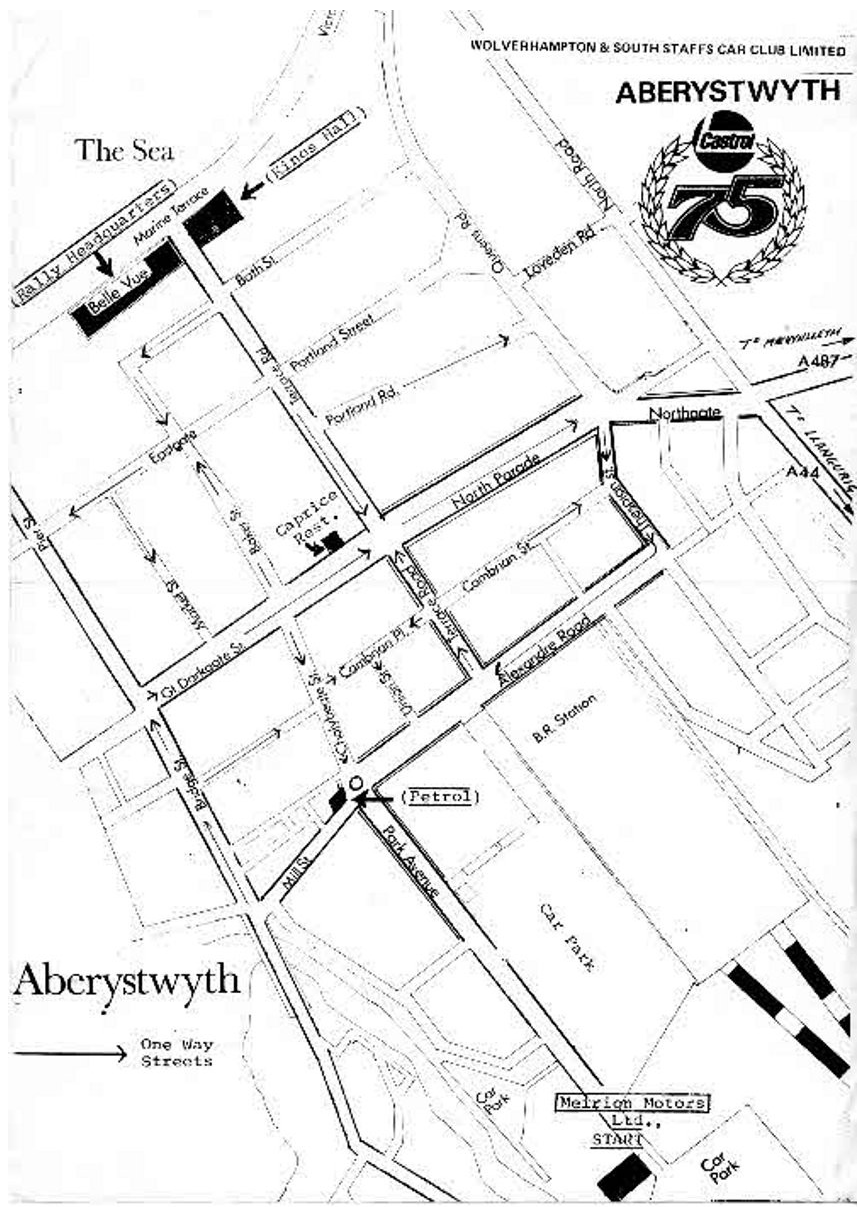 WOLVERHAMPTON & SOUTH STAFFS CAR CLUB LIMITED
ABERYSTWYTH
Castrol
75
The Sea
(Kings Hall)
(Rally Headquarters)
Marine Terrace
Belle Vue
North Road
Queens Rd.
Loveden Rd
Bath St.
Terrace Rd.
Portland Street
Portland Rd.
To MACHYNLLETH
A487
Northgate
To LLANGURIG
A44
Eastgate
North Parade
Thespian St.
Caprice
Rest.
Baker St.
Pier St.
Market St.
Terrace Road
Cambrian St.
Gt Darkgate St.
Cambrian Pl.
Union St.
Chalybeate St.
Alexandra Road
B.R. Station
Bridge St.
(Petrol)
Mill St.
Park Avenue
Car Park
Aberystwyth
One Way
Streets
Car
Park
Meirion Motors
Ltd.,
START
Car
Park